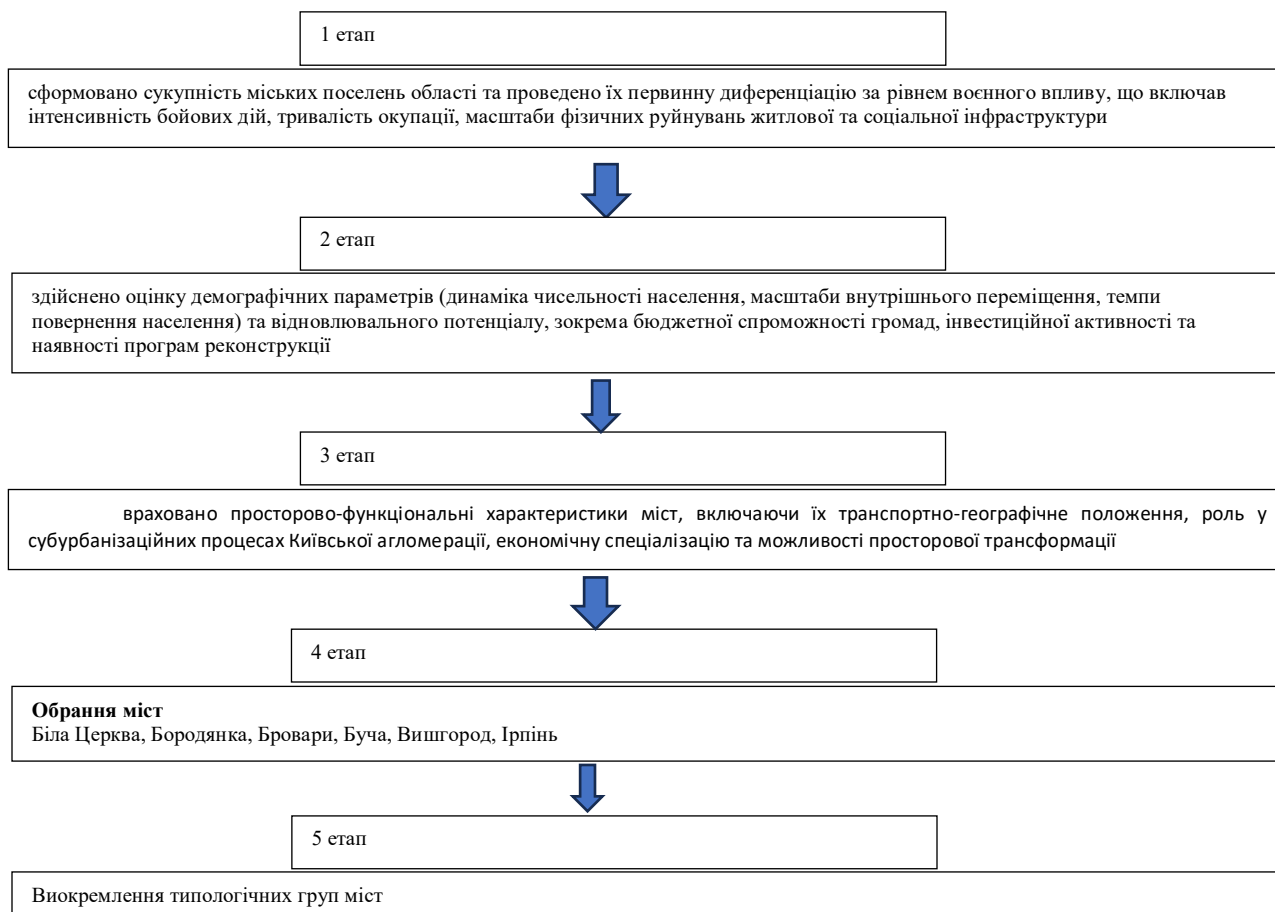 1 етап
сформовано сукупність міських поселень області та проведено їх первинну диференціацію за рівнем воєнного впливу, що включав
інтенсивність бойових дій, тривалість окупації, масштаби фізичних руйнувань житлової та соціальної інфраструктури
2 етап
здійснено оцінку демографічних параметрів (динаміка чисельності населення, масштаби внутрішнього переміщення, темпи
повернення населення) та відновлювального потенціалу, зокрема бюджетної спроможності громад, інвестиційної активності та
наявності програм реконструкції
3 етап
враховано просторово-функціональні характеристики міст, включаючи їх транспортно-географічне положення, роль у
субурбанізаційних процесах Київської агломерації, економічну спеціалізацію та можливості просторової трансформації
4 етап
Обрання міст
Біла Церква, Бородянка, Бровари, Буча, Вишгород, Ірпінь
5 етап
Виокремлення типологічних груп міст